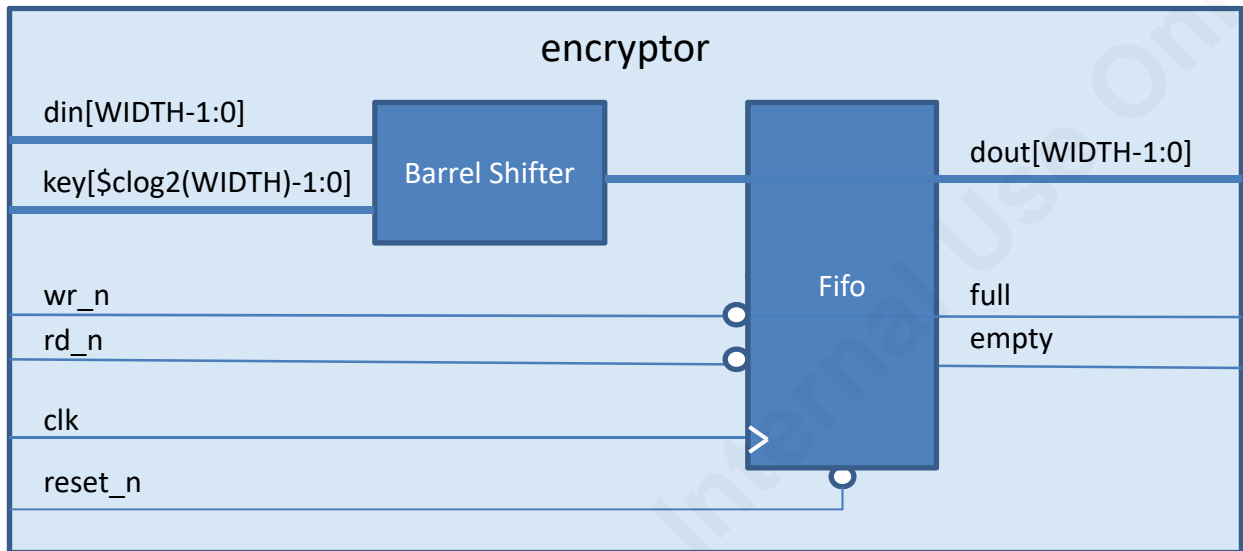 encryptor
din[WIDTH-1:0]
key[$clog2(WIDTH)-1:0]
Barrel Shifter
dout[WIDTH-1:0]
wr_n
rd_n
Fifo
full
empty
clk
reset_n
Internal Use